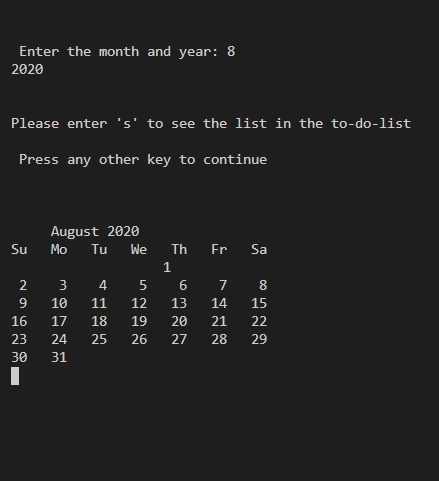 Enter the month and year: 8
2020
Please enter 's' to see the list in the to-do-list
Press any other key to continue
August 2020
Su Mo Tu We Th Fr Sa
1
2 3 4 5 6 7 8
9 10 11 12 13 14 15
16 17 18 19 20 21 22
23 24 25 26 27 28 29
30 31